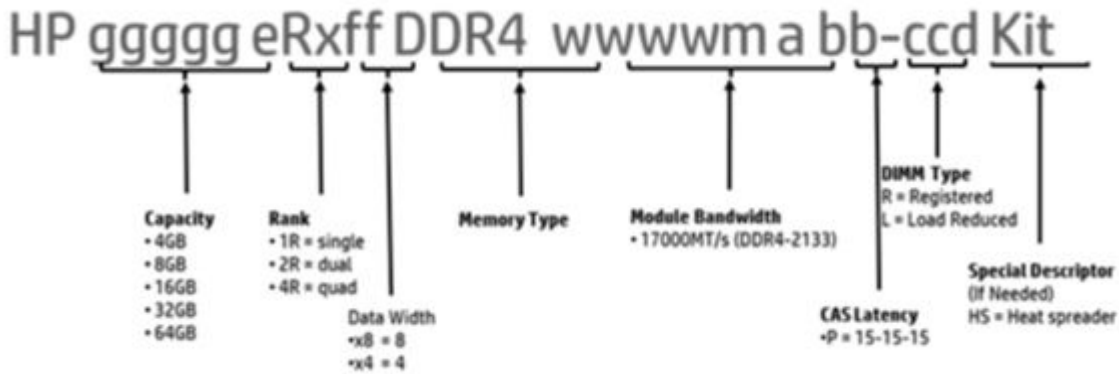 HP ggggg eRxff DDR4 wwwwwm a bb-ccd Kit
Capacity
• 4GB
• 8GB
• 16GB
• 32GB
• 64GB
Rank
• 1R = single
• 2R = dual
• 4R = quad
Data Width
•x8 = 8
•x4 = 4
Memory Type
Module Bandwidth
• 17000MT/s (DDR4-2133)
CAS Latency
•P = 15-15-15
DIMM Type
R = Registered
L = Load Reduced
Special Descriptor
(If Needed)
HS = Heat spreader